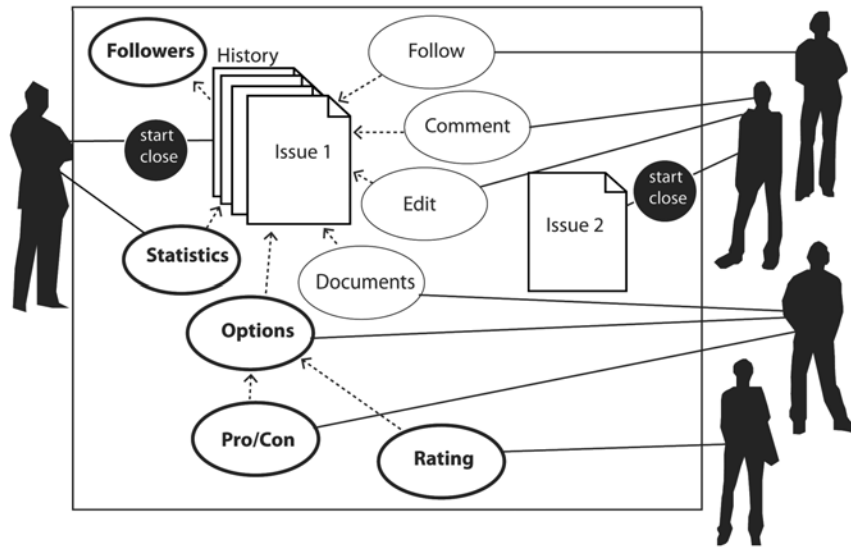 Followers
History
Follow
start
close
Issue 1
Comment
Edit
Issue 2
start
close
Statistics
Documents
Options
Pro/Con
Rating